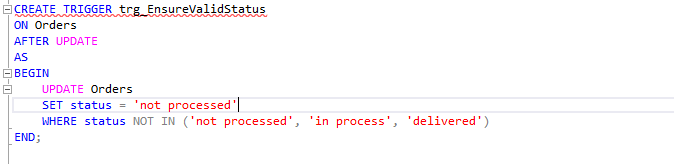 CREATE TRIGGER trg_EnsureValidStatus
ON Orders
AFTER UPDATE
AS
BEGIN
    UPDATE Orders
    SET status = 'not processed'
    WHERE status NOT IN ('not processed', 'in process', 'delivered')
END;